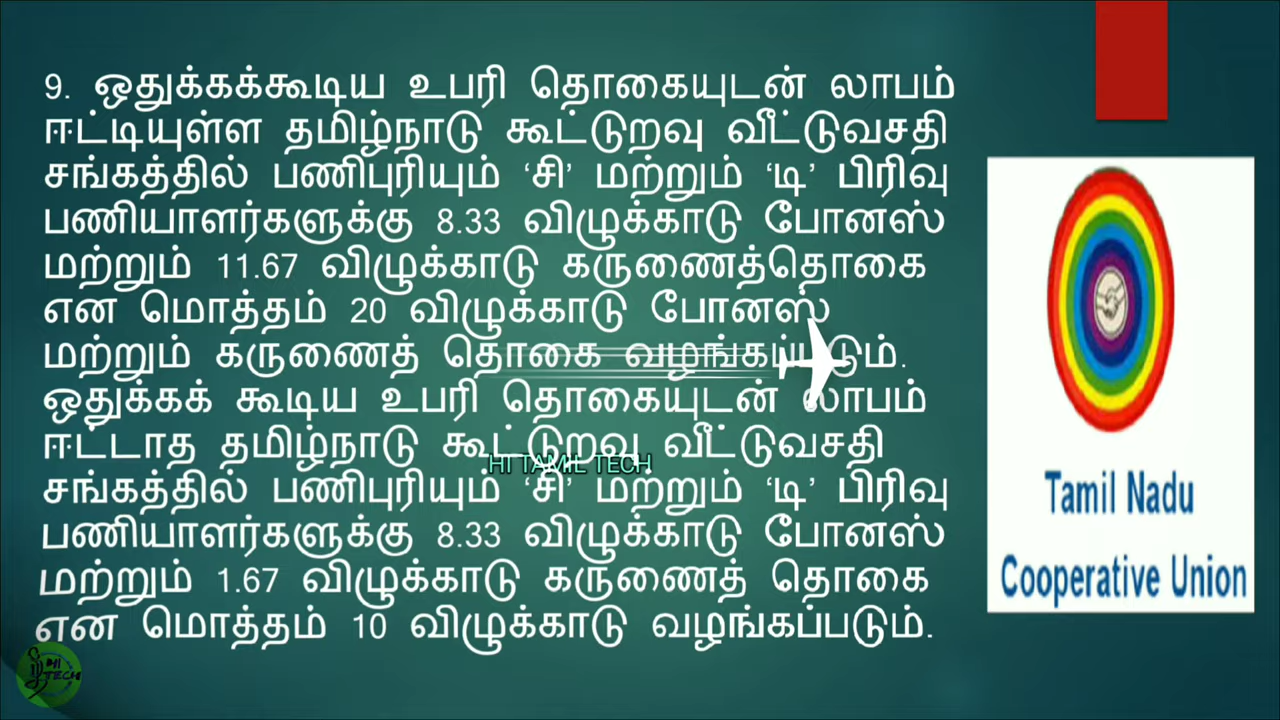 9. ஒதுக்கக்கூடிய உபரி தொகையுடன் லாபம்
ஈட்டியுள்ள தமிழ்நாடு கூட்டுறவு வீட்டுவசதி
சங்கத்தில் பணிபுரியும் ‘சி’ மற்றும் ‘டி’ பிரிவு
பணியாளர்களுக்கு 8.33 விழுக்காடு போனஸ்
மற்றும் 11.67 விழுக்காடு கருணைத்தொகை
என மொத்தம் 20 விழுக்காடு போனஸ்
மற்றும் கருணைத் தொகை வழங்கப்படும்.
ஒதுக்கக் கூடிய உபரி தொகையுடன் லாபம்
ஈட்டாத தமிழ்நாடு கூட்டுறவு வீட்டுவசதி
சங்கத்தில் பணிபுரியும் ‘சி’ மற்றும் ‘டி’ பிரிவு
பணியாளர்களுக்கு 8.33 விழுக்காடு போனஸ்
மற்றும் 1.67 விழுக்காடு கருணைத் தொகை
என மொத்தம் 10 விழுக்காடு வழங்கப்படும்.
HI TAMIL TECH
Tamil Nadu
Cooperative Union
HI
TECH